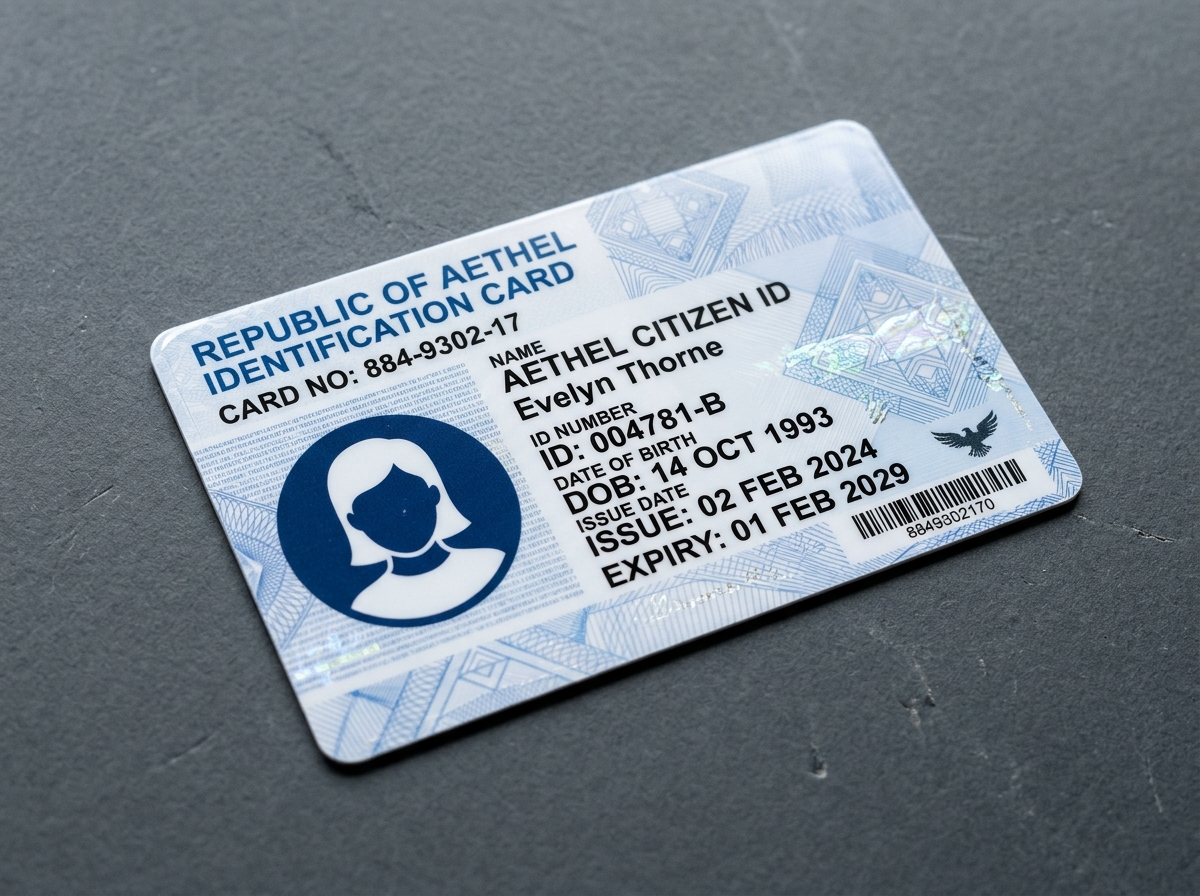 REPUBLIC OF AETHEL
IDENTIFICATION CARD
CARD NO: 884-9302-17
NAME
AETHEL CITIZEN ID
Evelyn Thorne
ID NUMBER
ID: 004781-B
DATE OF BIRTH
DOB: 14 OCT 1993
ISSUE DATE
ISSUE: 02 FEB 2024
EXPIRY: 01 FEB 2029
8849302170